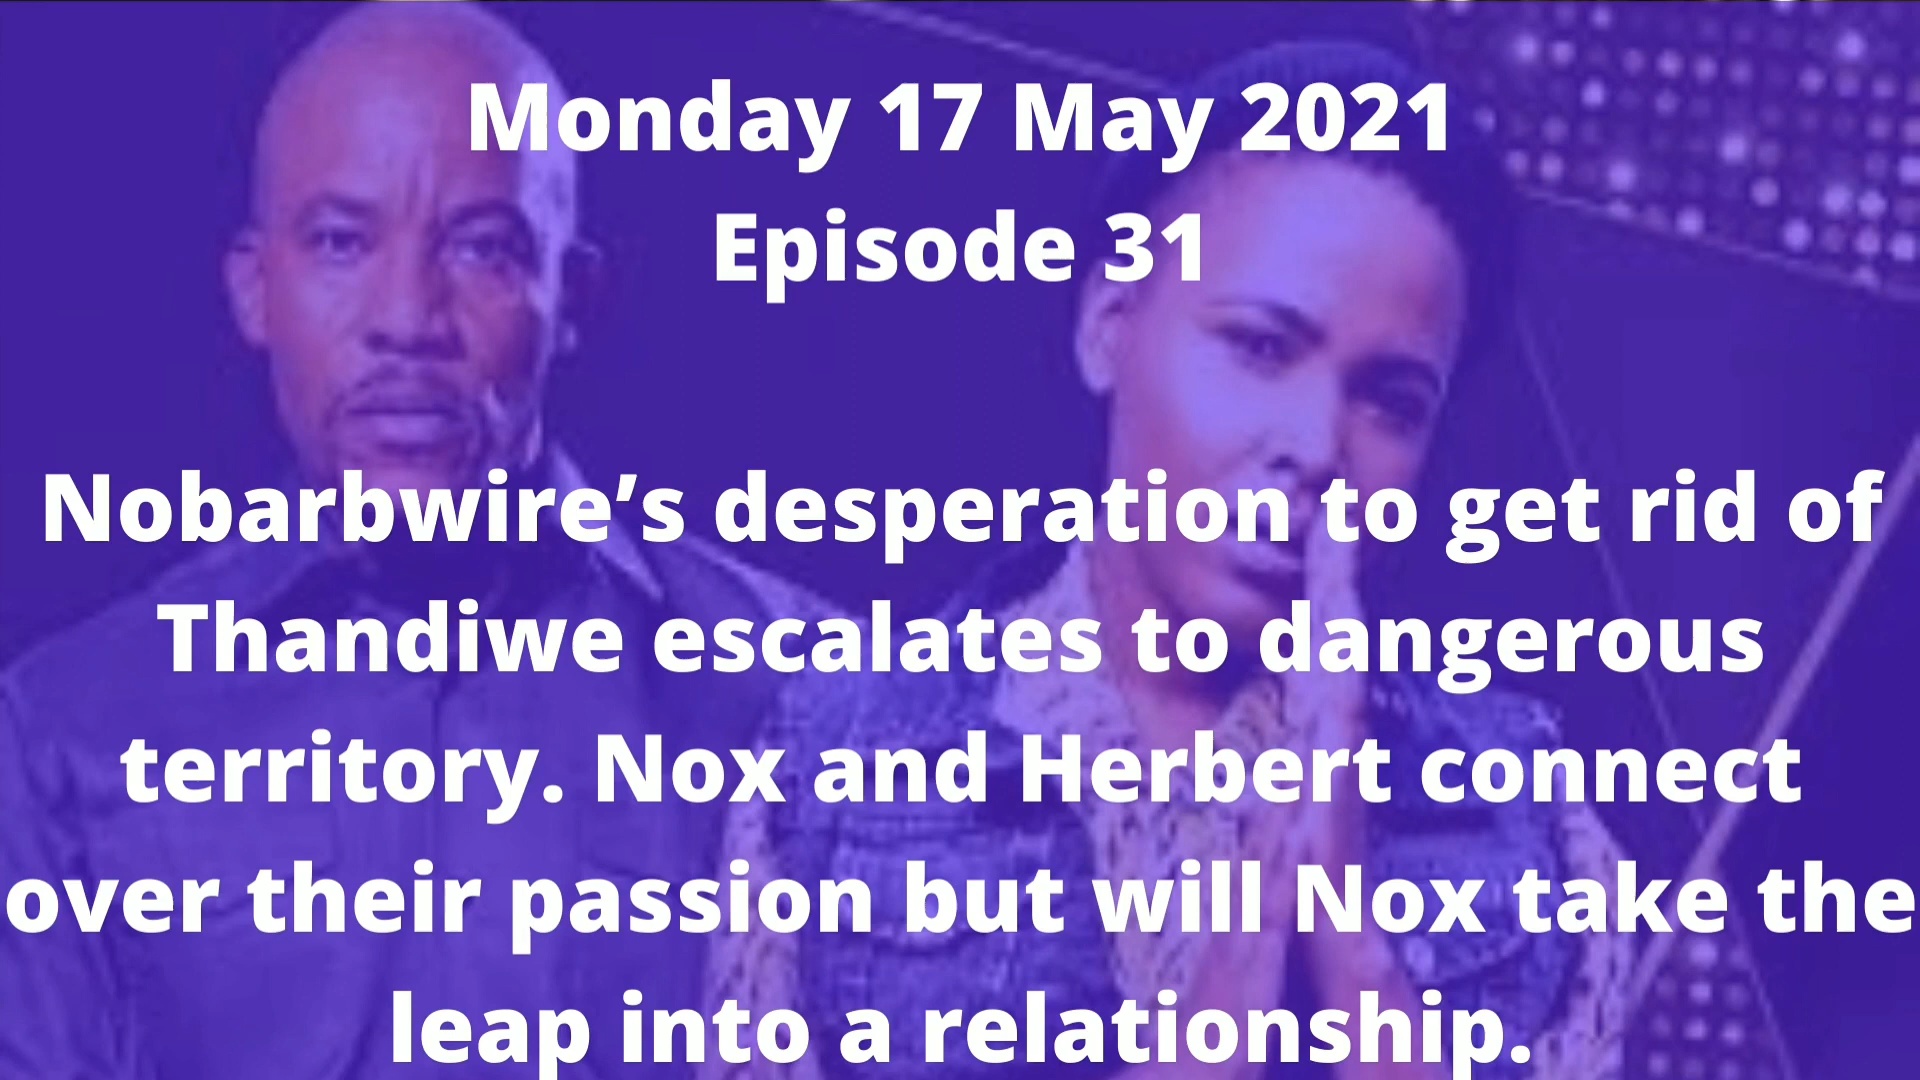 Monday 17 May 2021
Episode 31
Nobarbwire’s desperation to get rid of
Thandiwe escalates to dangerous
territory. Nox and Herbert connect
over their passion but will Nox take the
leap into a relationship.